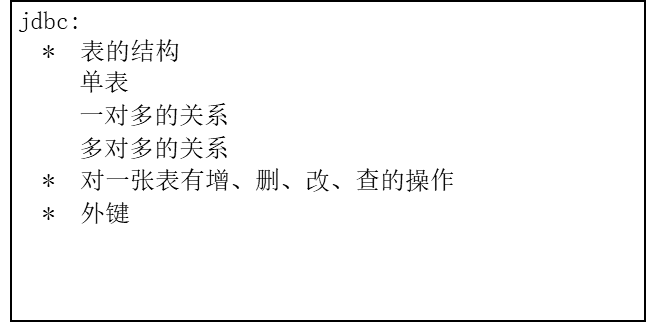 jdbc:
* 表的结构
单表
一对多的关系
多对多的关系
* 对一张表有增、删、改、查的操作
* 外键